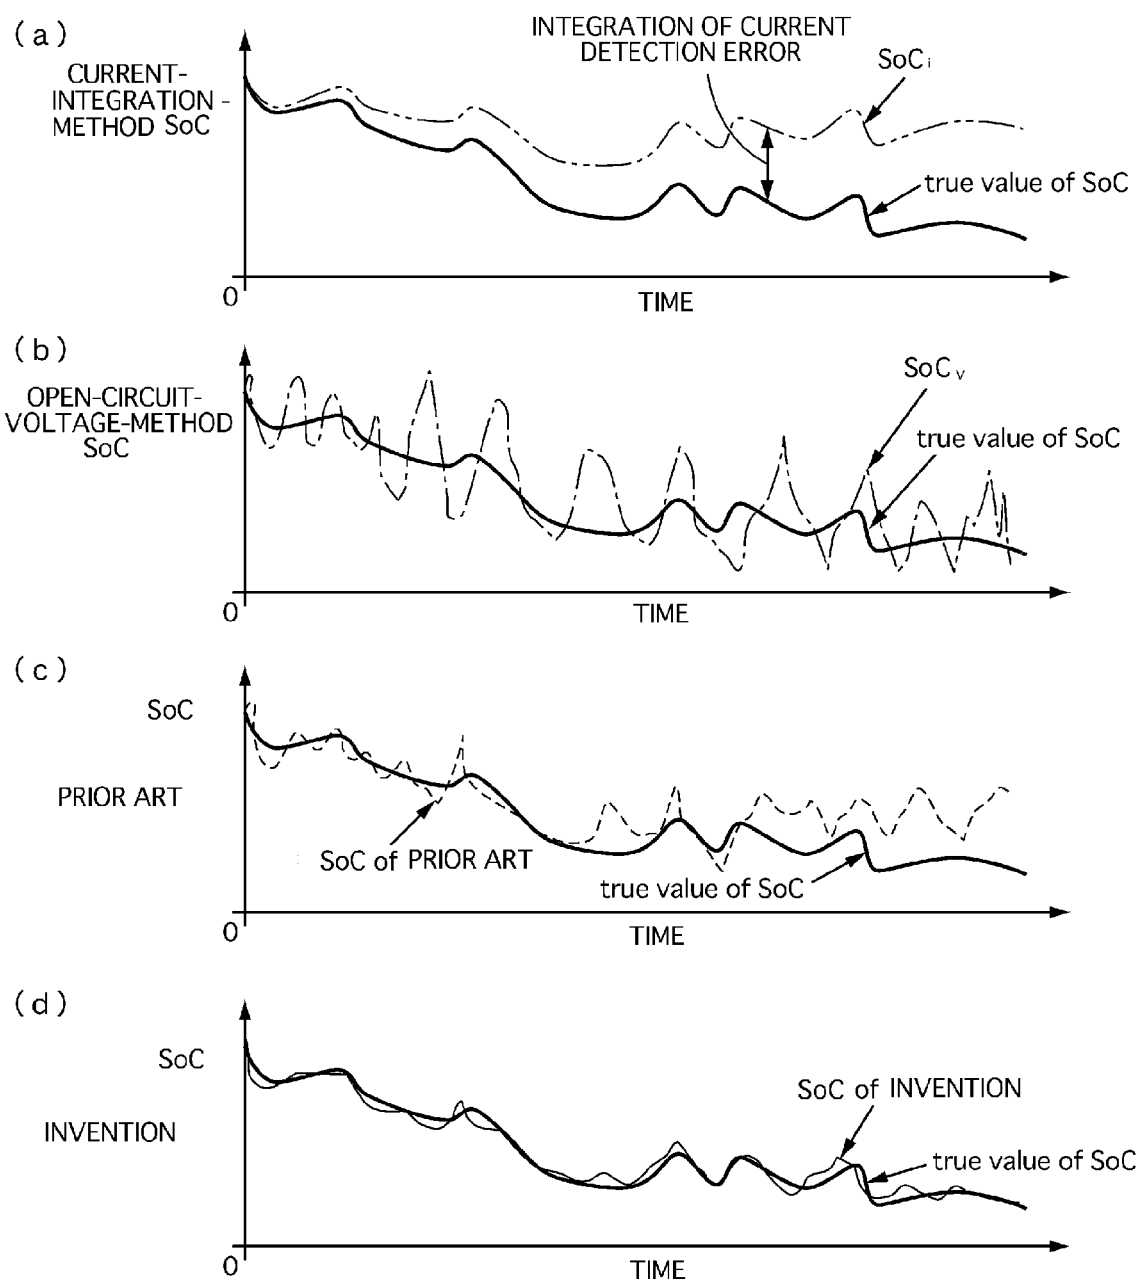 (a)
INTEGRATION OF CURRENT
DETECTION ERROR
CURRENT-
INTEGRATION-
METHOD SoC
SoCi
true value of SoC
0
TIME
(b)
OPEN-CIRCUIT-
VOLTAGE-METHOD
SoC
SoCv
true value of SoC
0
TIME
(c)
SoC
PRIOR ART
SoC of PRIOR ART
true value of SoC
0
TIME
(d)
SoC
INVENTION
SoC of INVENTION
true value of SoC
0
TIME